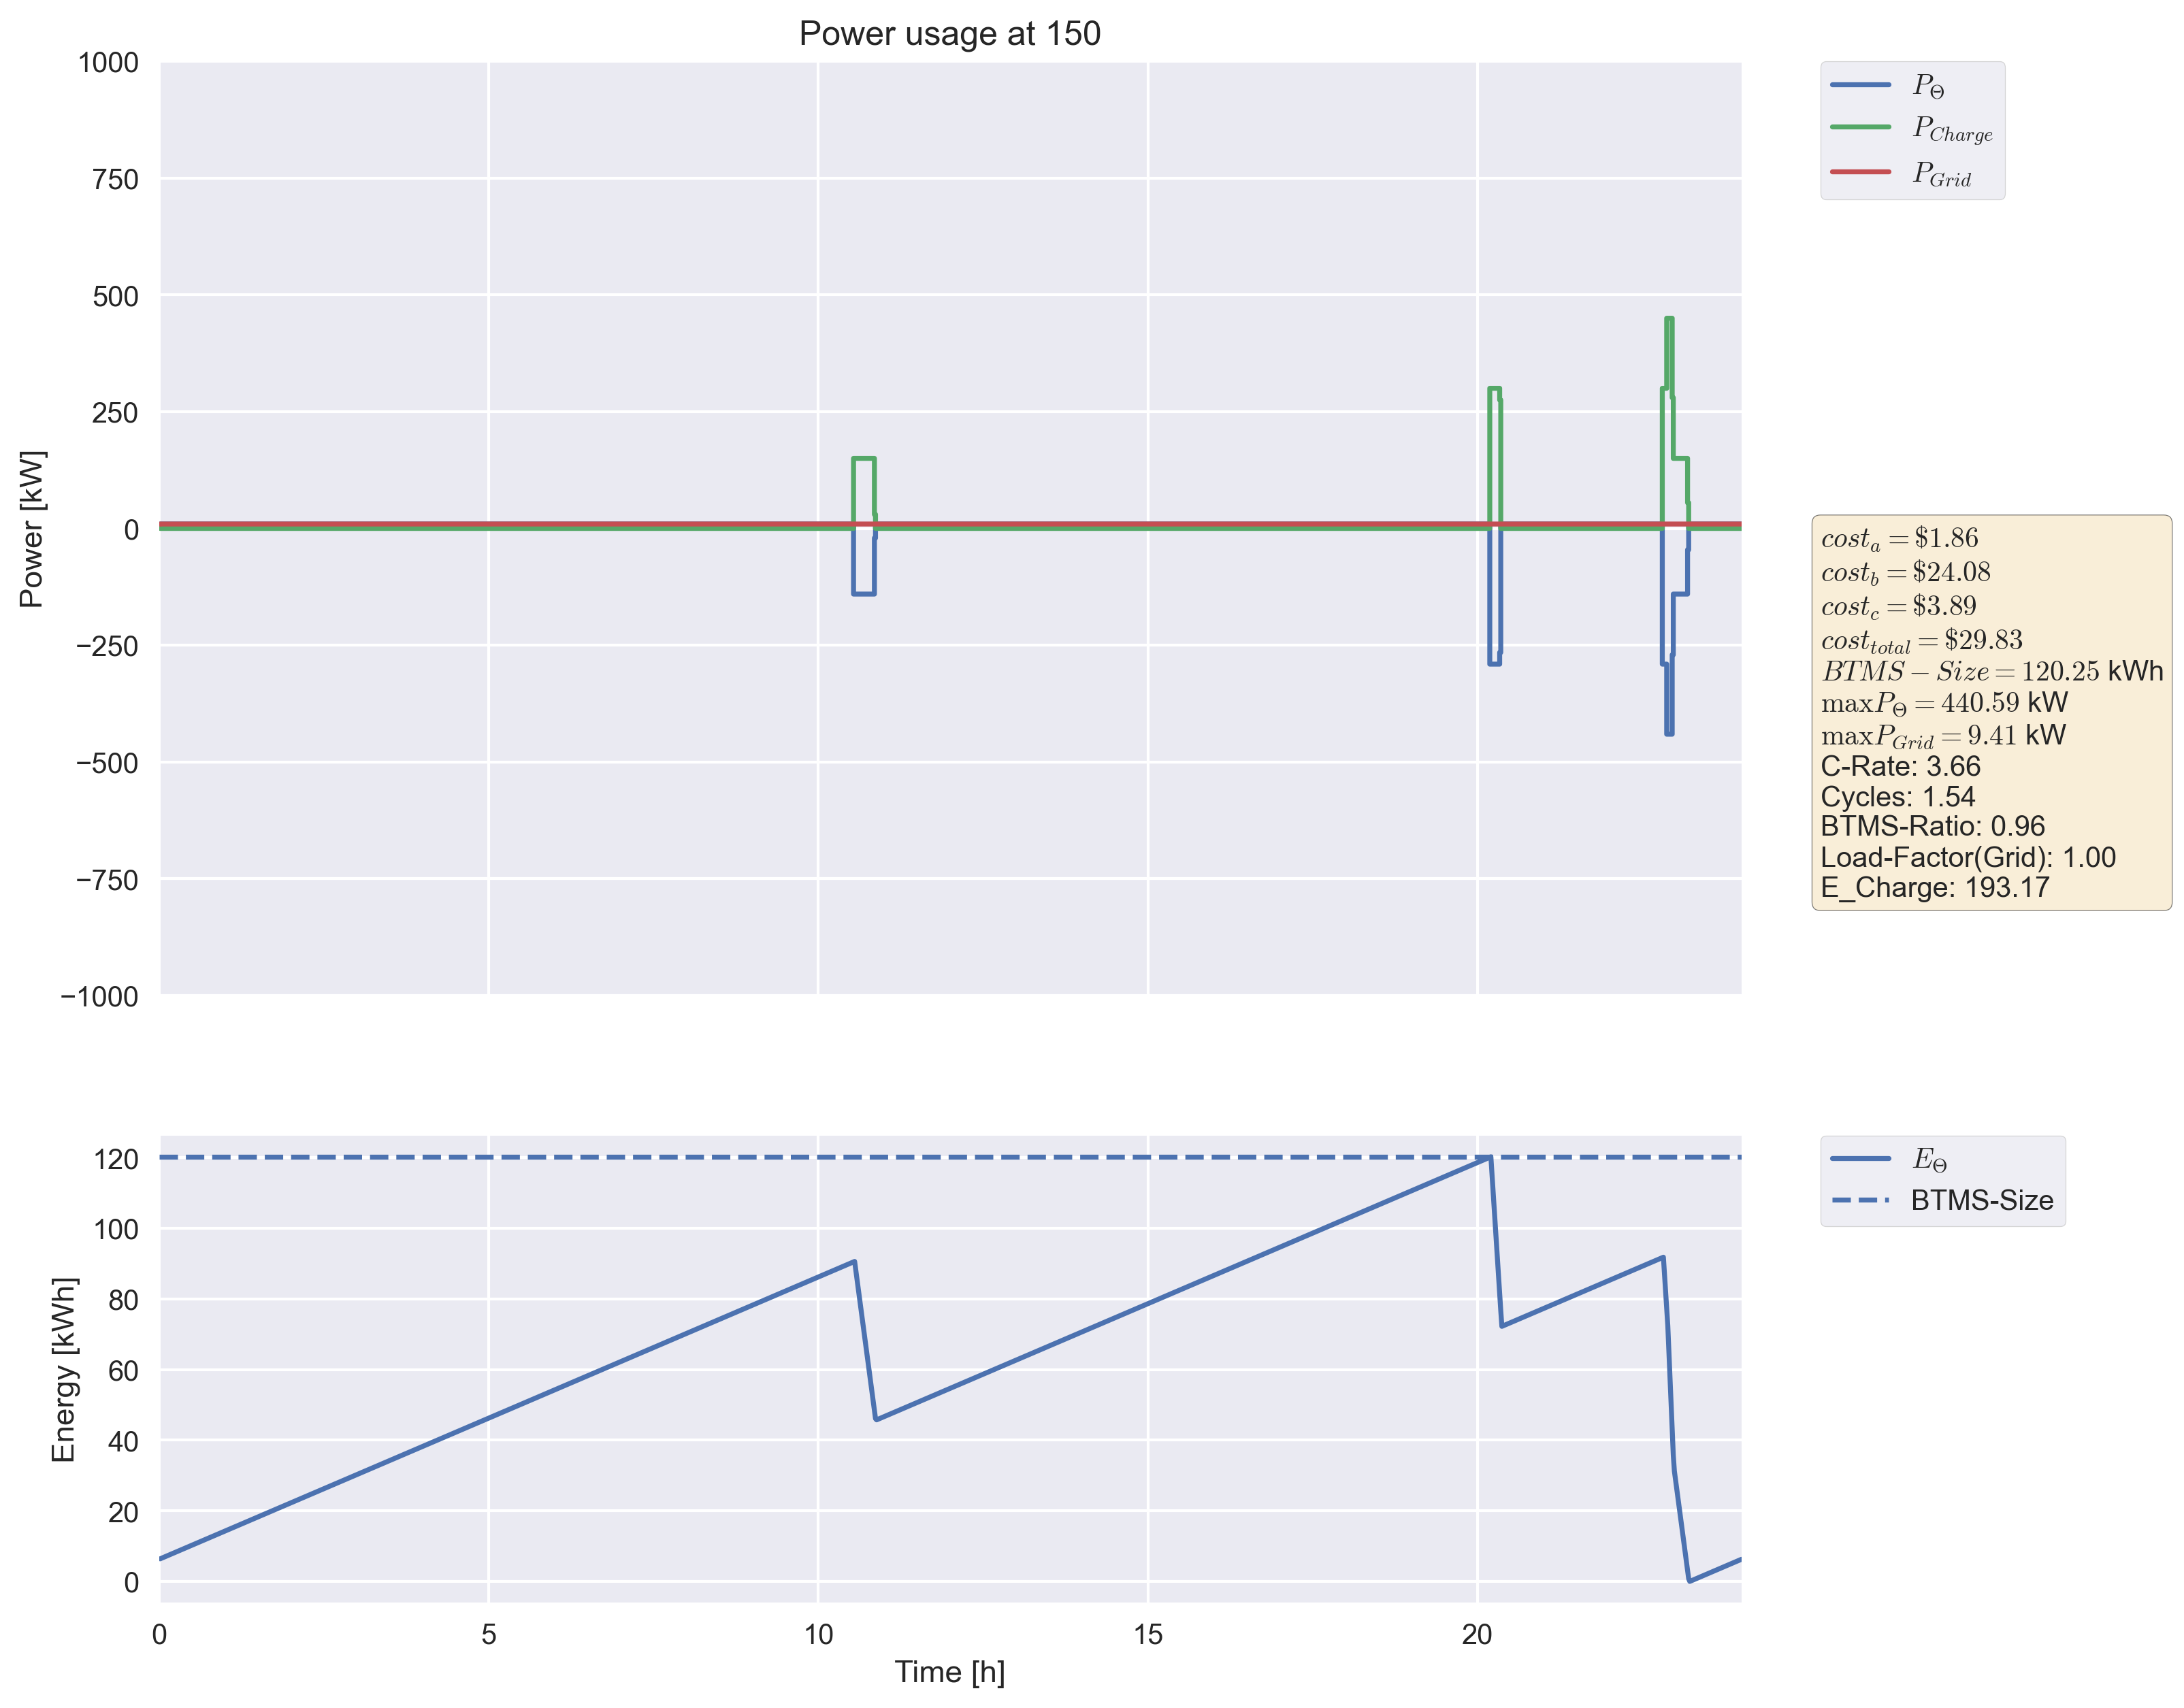 Power usage at 150
1000
750
500
250
0
−250
−500
−750
−1000
Power [kW]
P_Θ
P_Charge
P_Grid
cost_a = $1.86
cost_b = $24.08
cost_c = $3.89
cost_total = $29.83
BTMS − Size = 120.25 kWh
maxP_Θ = 440.59 kW
maxP_Grid = 9.41 kW
C-Rate: 3.66
Cycles: 1.54
BTMS-Ratio: 0.96
Load-Factor(Grid): 1.00
E_Charge: 193.17
120
100
80
60
40
20
0
Energy [kWh]
E_Θ
BTMS-Size
0 5 10 15 20
Time [h]